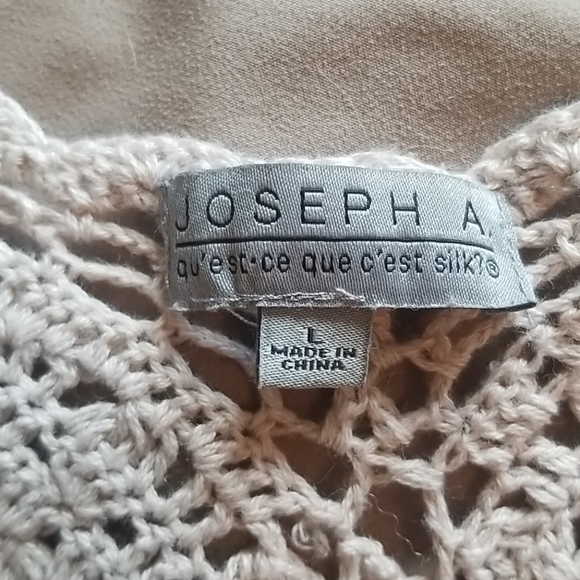 JOSEPH A.
qu'est·ce que c'est silk?®
L
MADE IN
CHINA